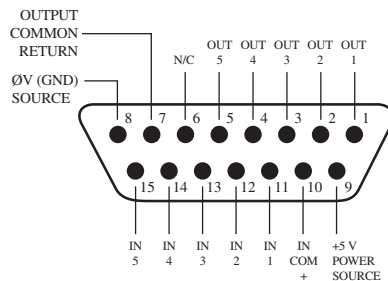 OUTPUT
COMMON
RETURN
N/C
OUT
5
OUT
4
OUT
3
OUT
2
OUT
1
ØV (GND)
SOURCE
8 7 6 5 4 3 2 1
15 14 13 12 11 10 9
IN
5
IN
4
IN
3
IN
2
IN
1
IN
COM
+
+5 V
POWER
SOURCE